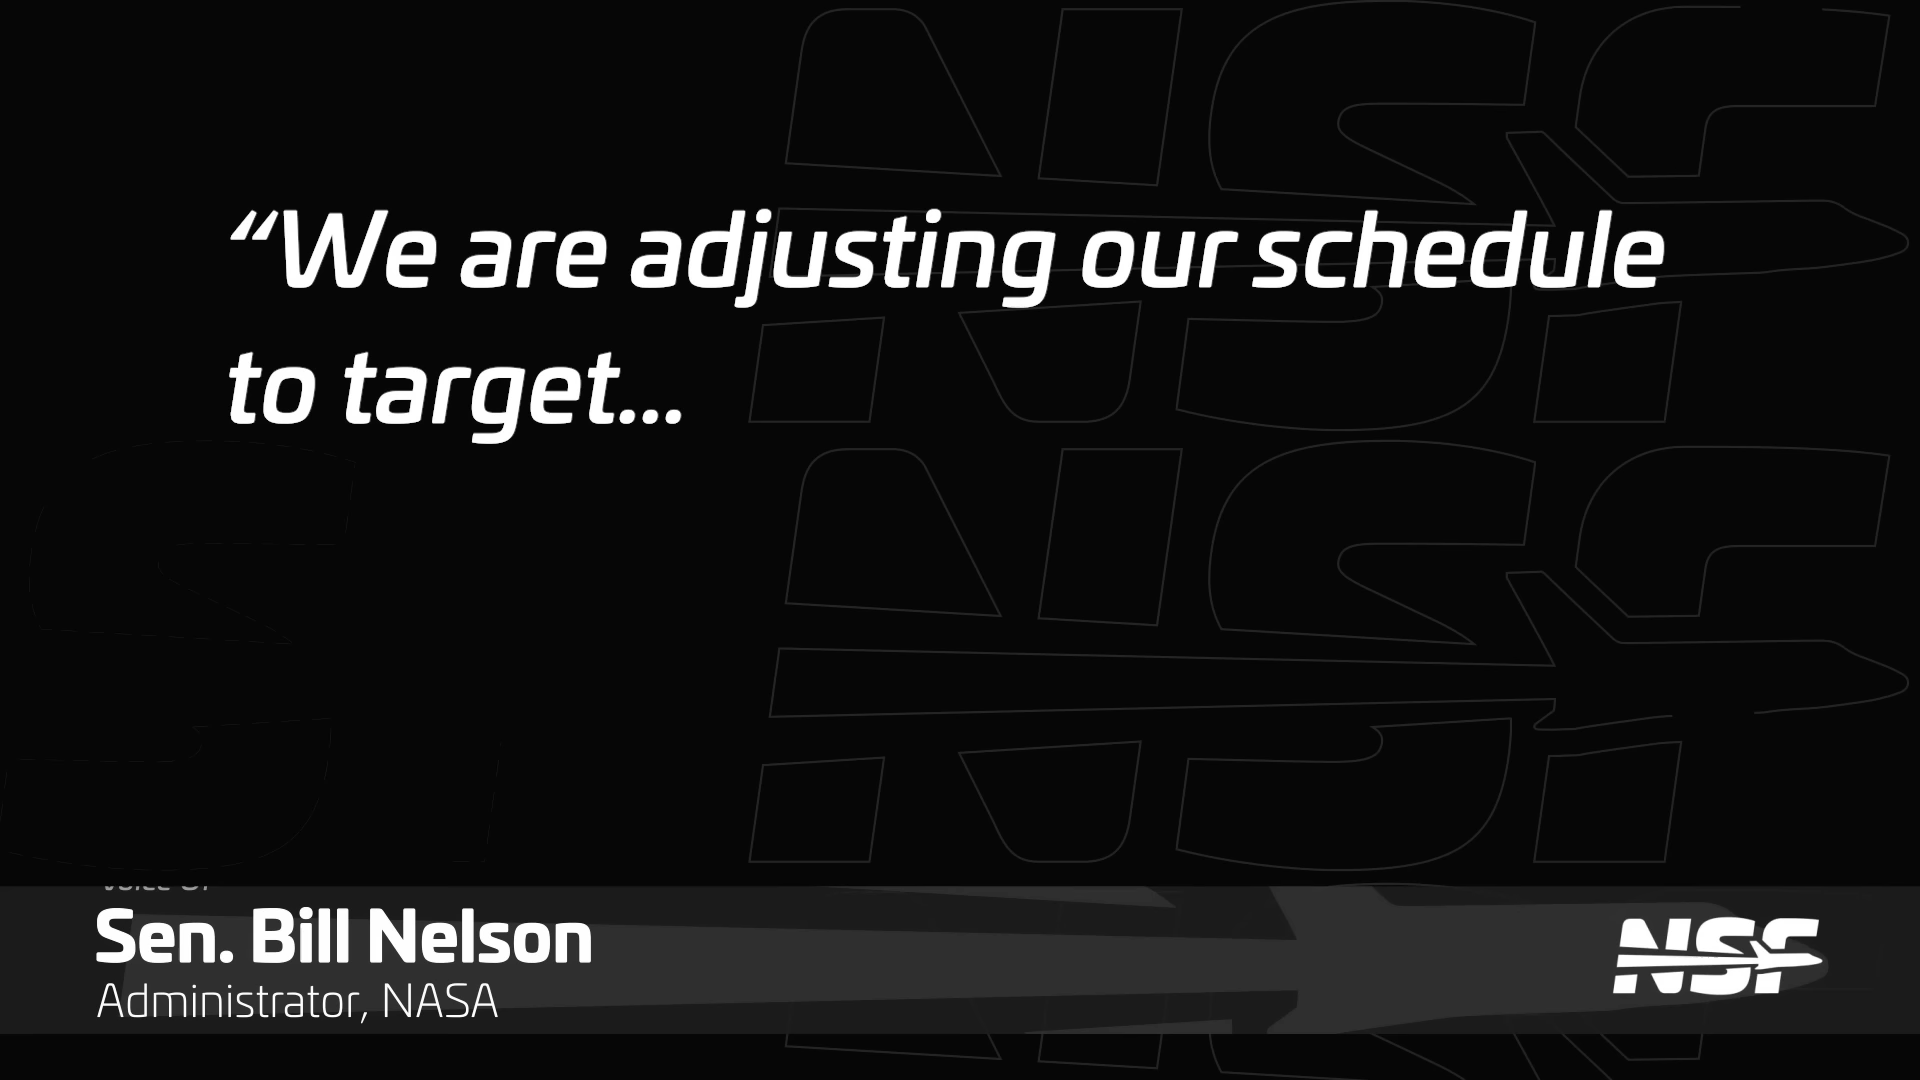 “We are adjusting our schedule
to target...
Sen. Bill Nelson
Administrator, NASA
NSF